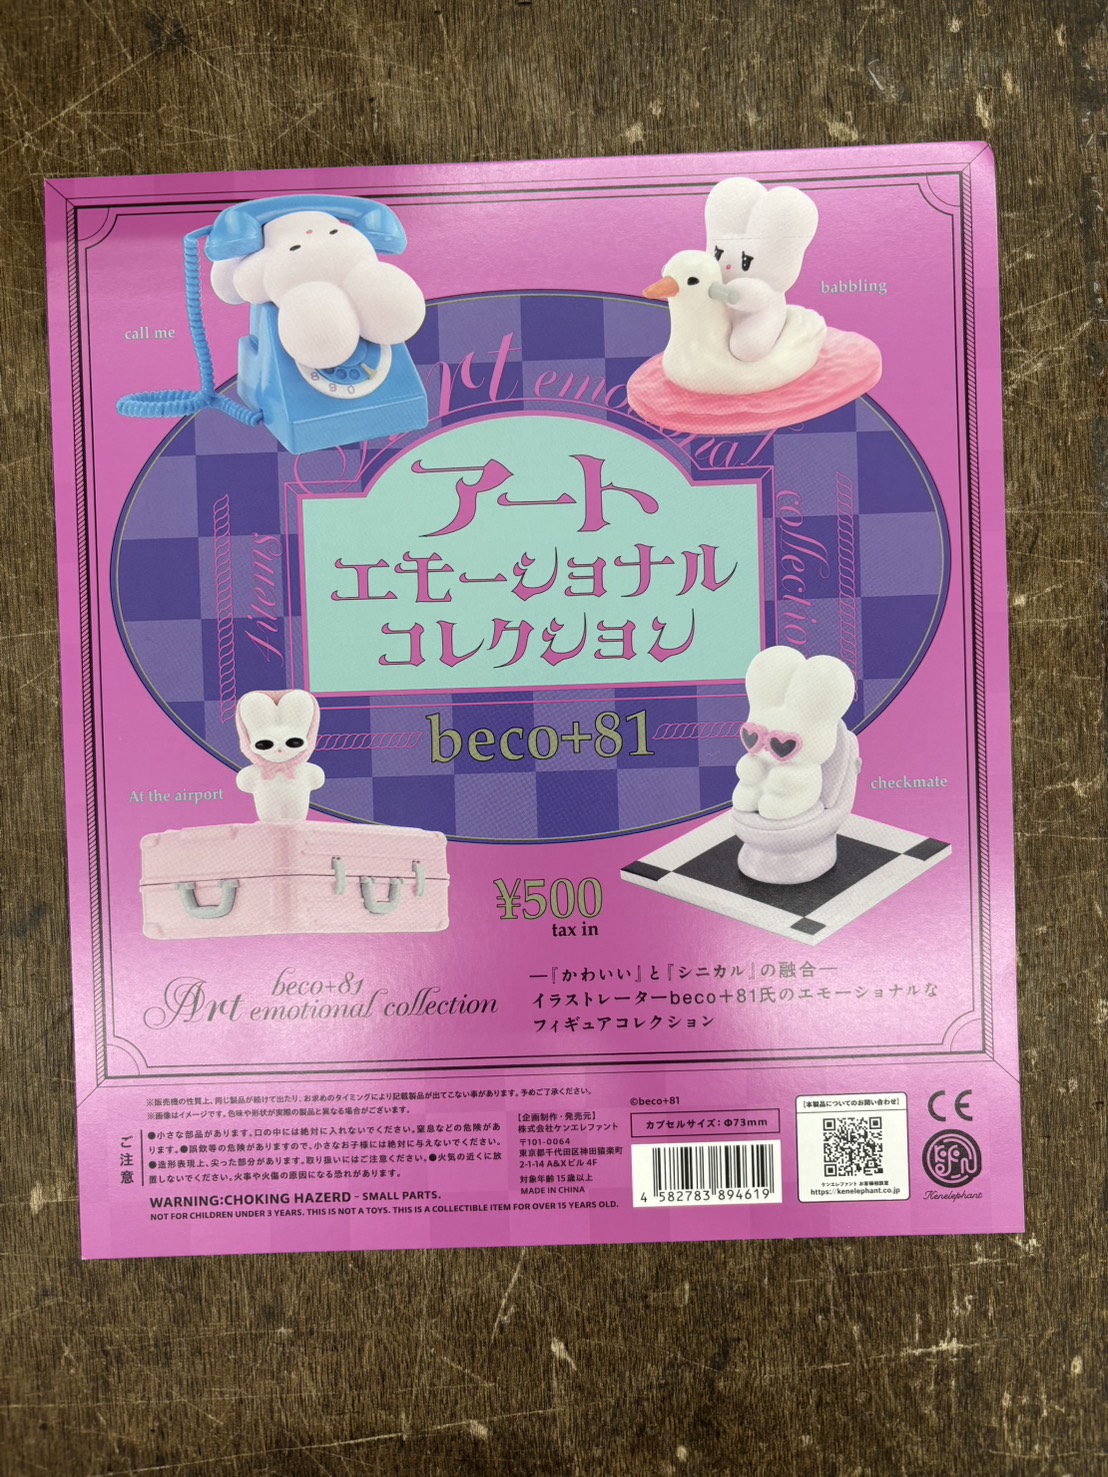 call me
babbling
Art emotional
collection
4items
アート
エモーショナル
コレクション
beco+81
At the airport
checkmate
¥500
tax in
beco+81
Art emotional collection
―『かわいい』と『シニカル』の融合―
イラストレーターbeco+81氏のエモーショナルな
フィギュアコレクション
※販売機の性質上、同じ製品が続けて出たり、お求めのタイミングにより記載製品が出てこない事があります。予めご了承ください。
※画像はイメージです。色味や形状が実際の製品と異なる場合がございます。
ご注意
●小さな部品があります。口の中には絶対に入れないでください。窒息などの危険があ
ります。●誤飲等の危険がありますので、小さなお子様には絶対に与えないでください。
●造形表現上、尖った部分があります。取り扱いにはご注意ください。●火気の近くに放
置しないでください。火事や火傷の原因になる恐れがあります。
WARNING:CHOKING HAZERD – SMALL PARTS.
NOT FOR CHILDREN UNDER 3 YEARS. THIS IS NOT A TOYS. THIS IS A COLLECTIBLE ITEM FOR OVER 15 YEARS OLD.
【企画制作・発売元】
株式会社ケンエレファント
〒101-0064
東京都千代田区神田猿楽町
2-1-14 A&Xビル 4F
対象年齢 15歳以上
MADE IN CHINA
©beco+81
カプセルサイズ:Φ73mm
4 582783 894619
【本製品についてのお問い合わせ】
ケンエレファント お客様相談室
https://kenelephant.co.jp
CE
Kenelephant
8 9 0